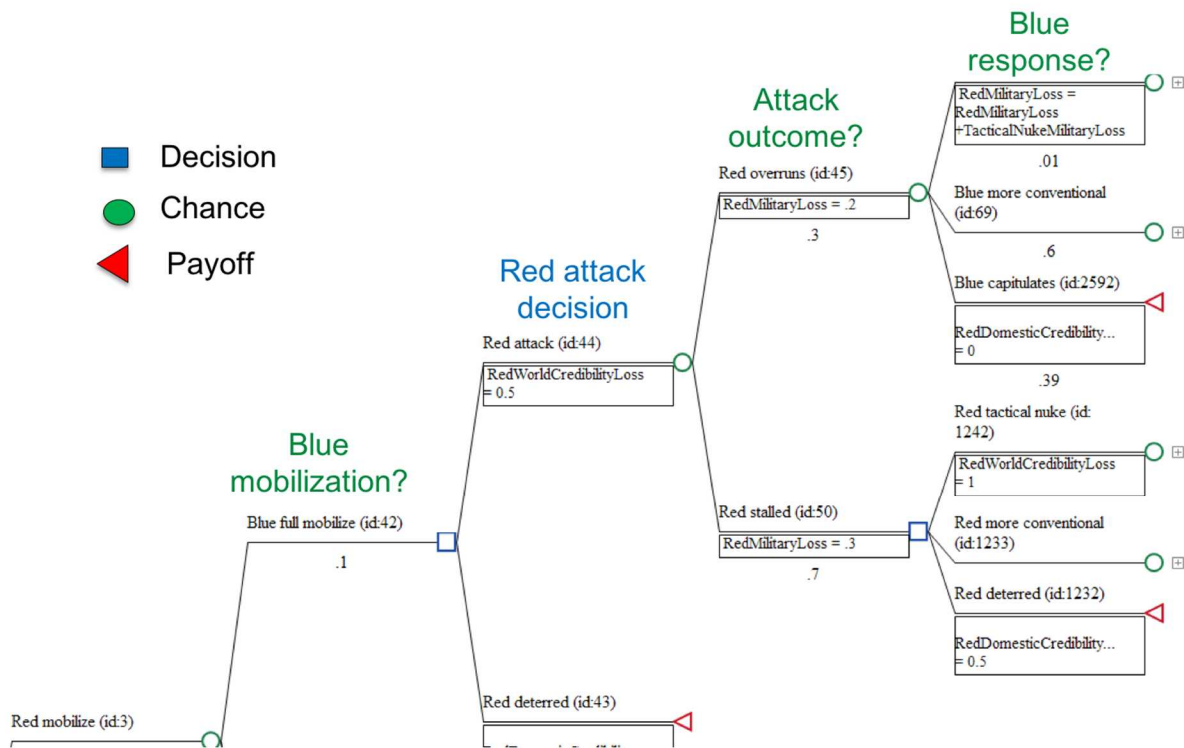 Decision
Chance
Payoff
Blue
response?
Attack
outcome?
Red attack
decision
Blue
mobilization?
RedMilitaryLoss =
RedMilitaryLoss
+TacticalNukeMilitaryLoss
.01
Red overruns (id:45)
RedMilitaryLoss = .2
.3
Blue more conventional
(id:69)
.6
Blue capitulates (id:2592)
RedDomesticCredibility...
= 0
.39
Red attack (id:44)
RedWorldCredibilityLoss
= 0.5
Red tactical nuke (id:
1242)
RedWorldCredibilityLoss
= 1
Blue full mobilize (id:42)
.1
Red stalled (id:50)
RedMilitaryLoss = .3
.7
Red more conventional
(id:1233)
Red deterred (id:1232)
RedDomesticCredibility...
= 0.5
Red deterred (id:43)
Red mobilize (id:3)